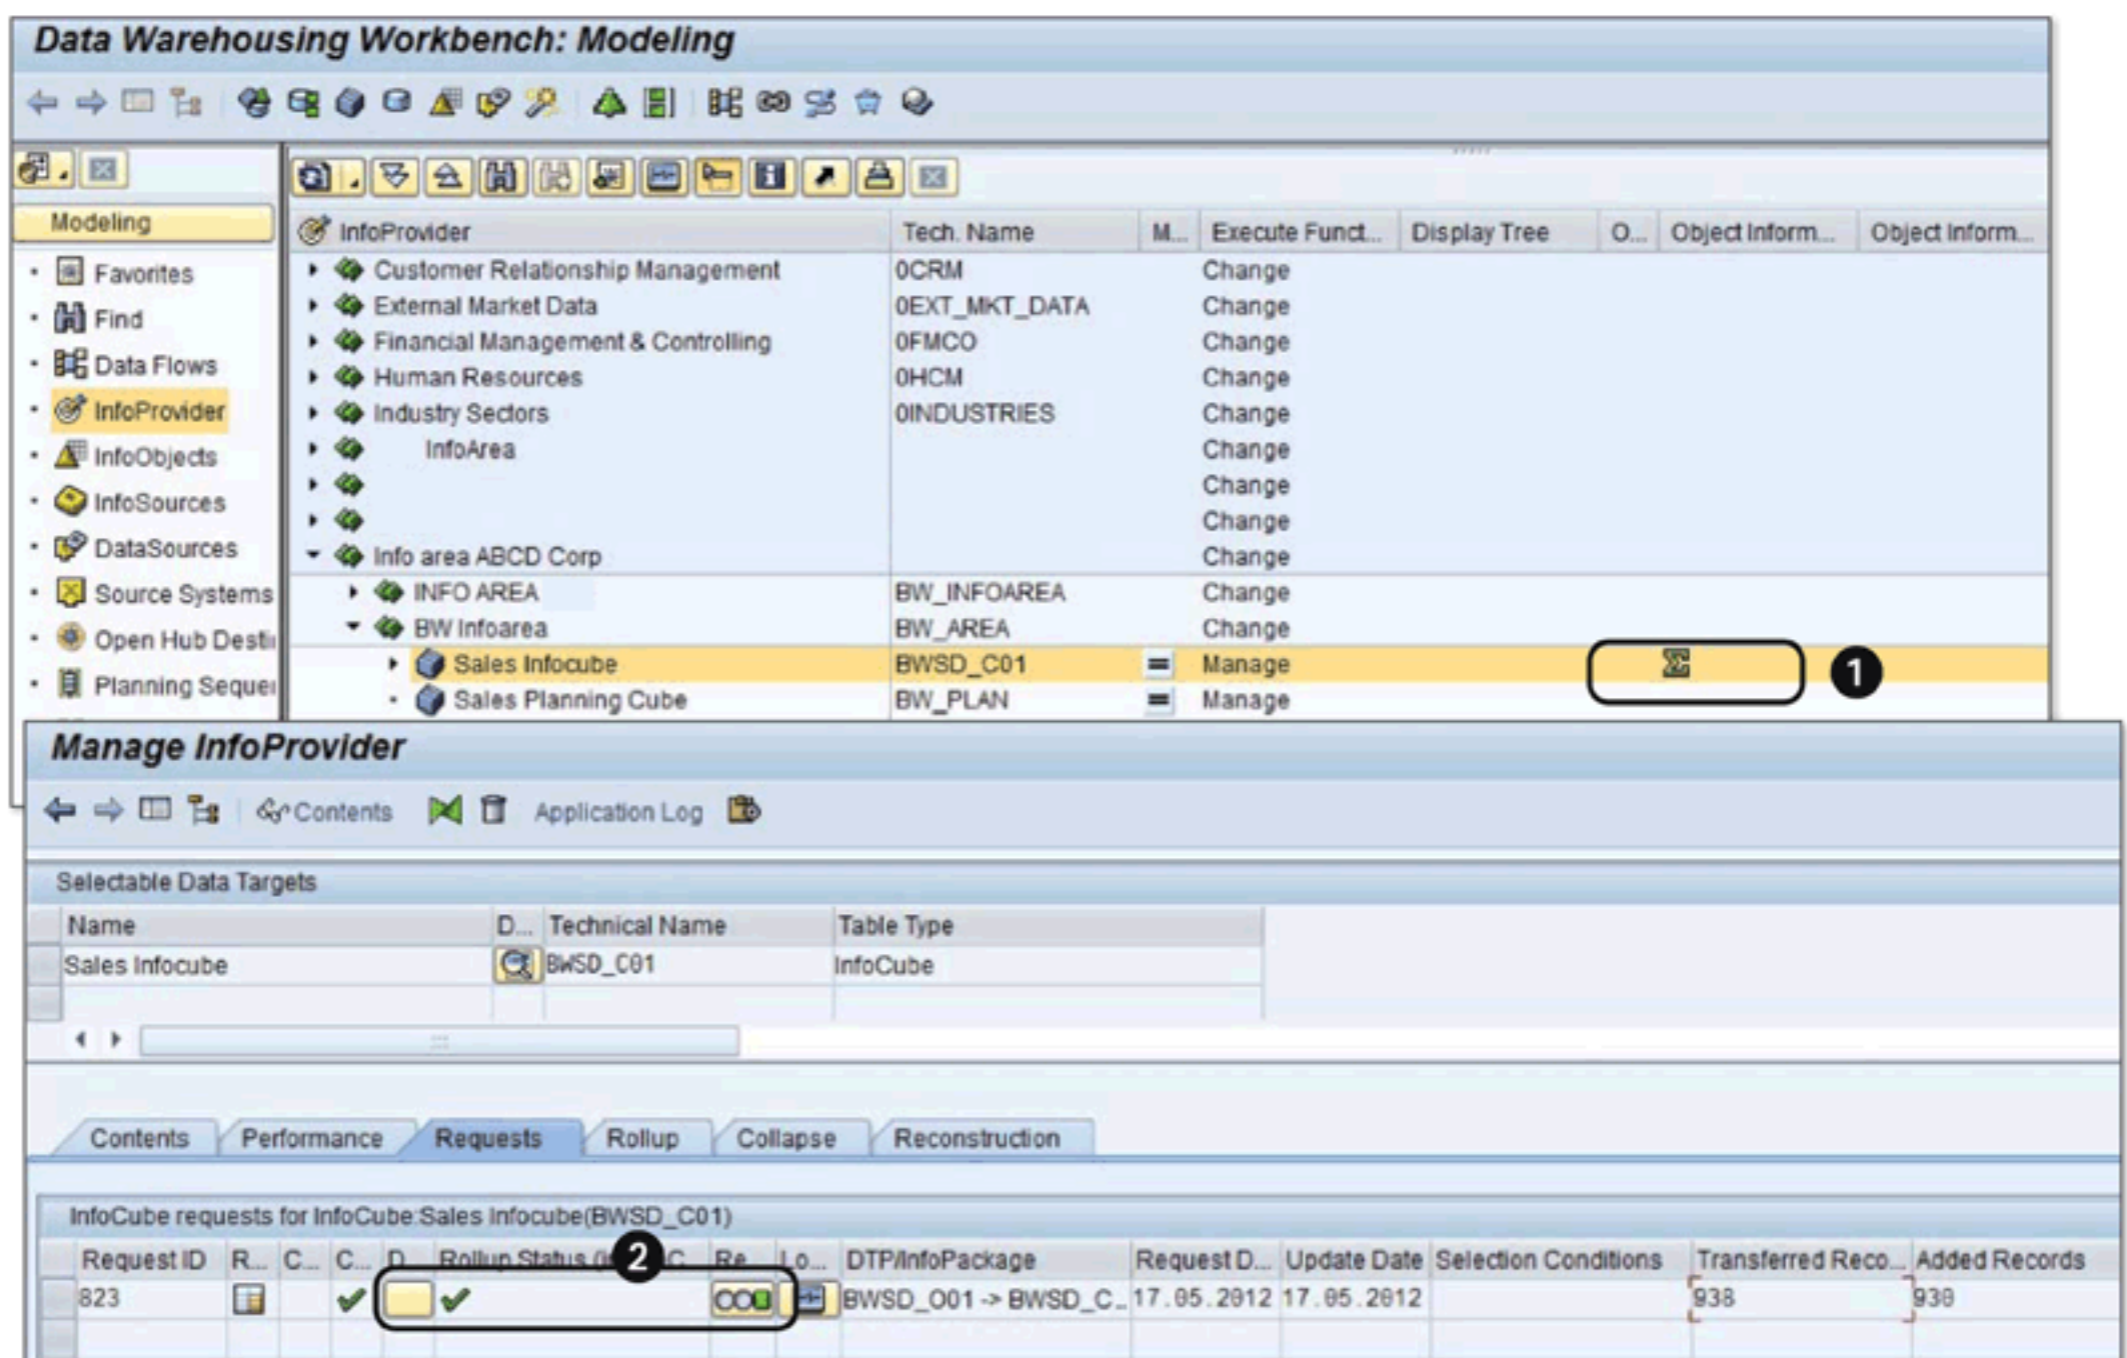 Data Warehousing Workbench: Modeling
Modeling
Favorites
Find
Data Flows
InfoProvider
InfoObjects
InfoSources
DataSources
Source Systems
Open Hub Desti
Planning Sequer
InfoProvider Tech. Name M... Execute Funct... Display Tree O... Object Inform... Object Inform...
Customer Relationship Management 0CRM Change
External Market Data 0EXT_MKT_DATA Change
Financial Management & Controlling 0FMCO Change
Human Resources 0HCM Change
Industry Sectors 0INDUSTRIES Change
InfoArea Change
Change
Change
Info area ABCD Corp Change
INFO AREA BW_INFOAREA Change
BW Infoarea BW_AREA Change
Sales Infocube BWSD_C01 = Manage Σ 1
Sales Planning Cube BW_PLAN = Manage
Manage InfoProvider
Contents Application Log
Selectable Data Targets
Name D... Technical Name Table Type
Sales Infocube BWSD_C01 InfoCube
Contents Performance Requests Rollup Collapse Reconstruction
InfoCube requests for InfoCube:Sales Infocube(BWSD_C01)
Request ID R... C... C... D... Rollup Status 2 C... Re... Lo... DTP/InfoPackage Request D... Update Date Selection Conditions Transferred Reco... Added Records
823 BWSD_O01 -> BWSD_C... 17.05.2012 17.05.2012 938